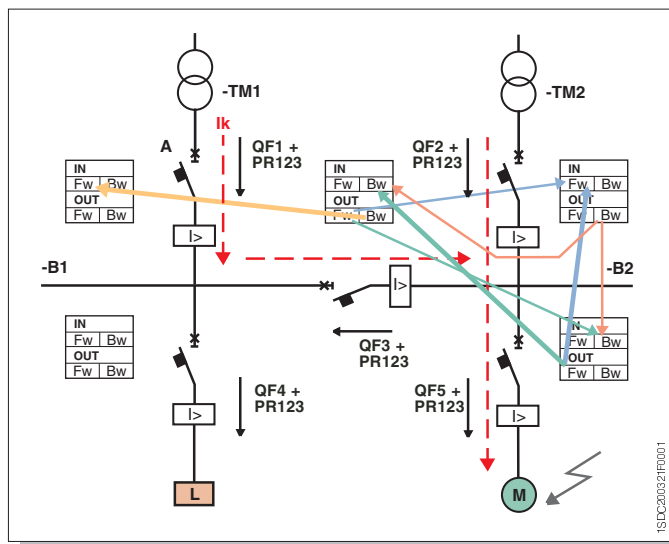 -TM1
-TM2
Ik
A
QF1 +
PR123
QF2 +
PR123
IN
Fw Bw
OUT
Fw Bw
IN
Fw Bw
OUT
Fw Bw
IN
Fw Bw
OUT
Fw Bw
I>
I>
-B1
I>
-B2
IN
Fw Bw
OUT
Fw Bw
QF3 +
PR123
IN
Fw Bw
OUT
Fw Bw
QF4 +
PR123
QF5 +
PR123
I>
I>
L
M
1SDC200321F0001